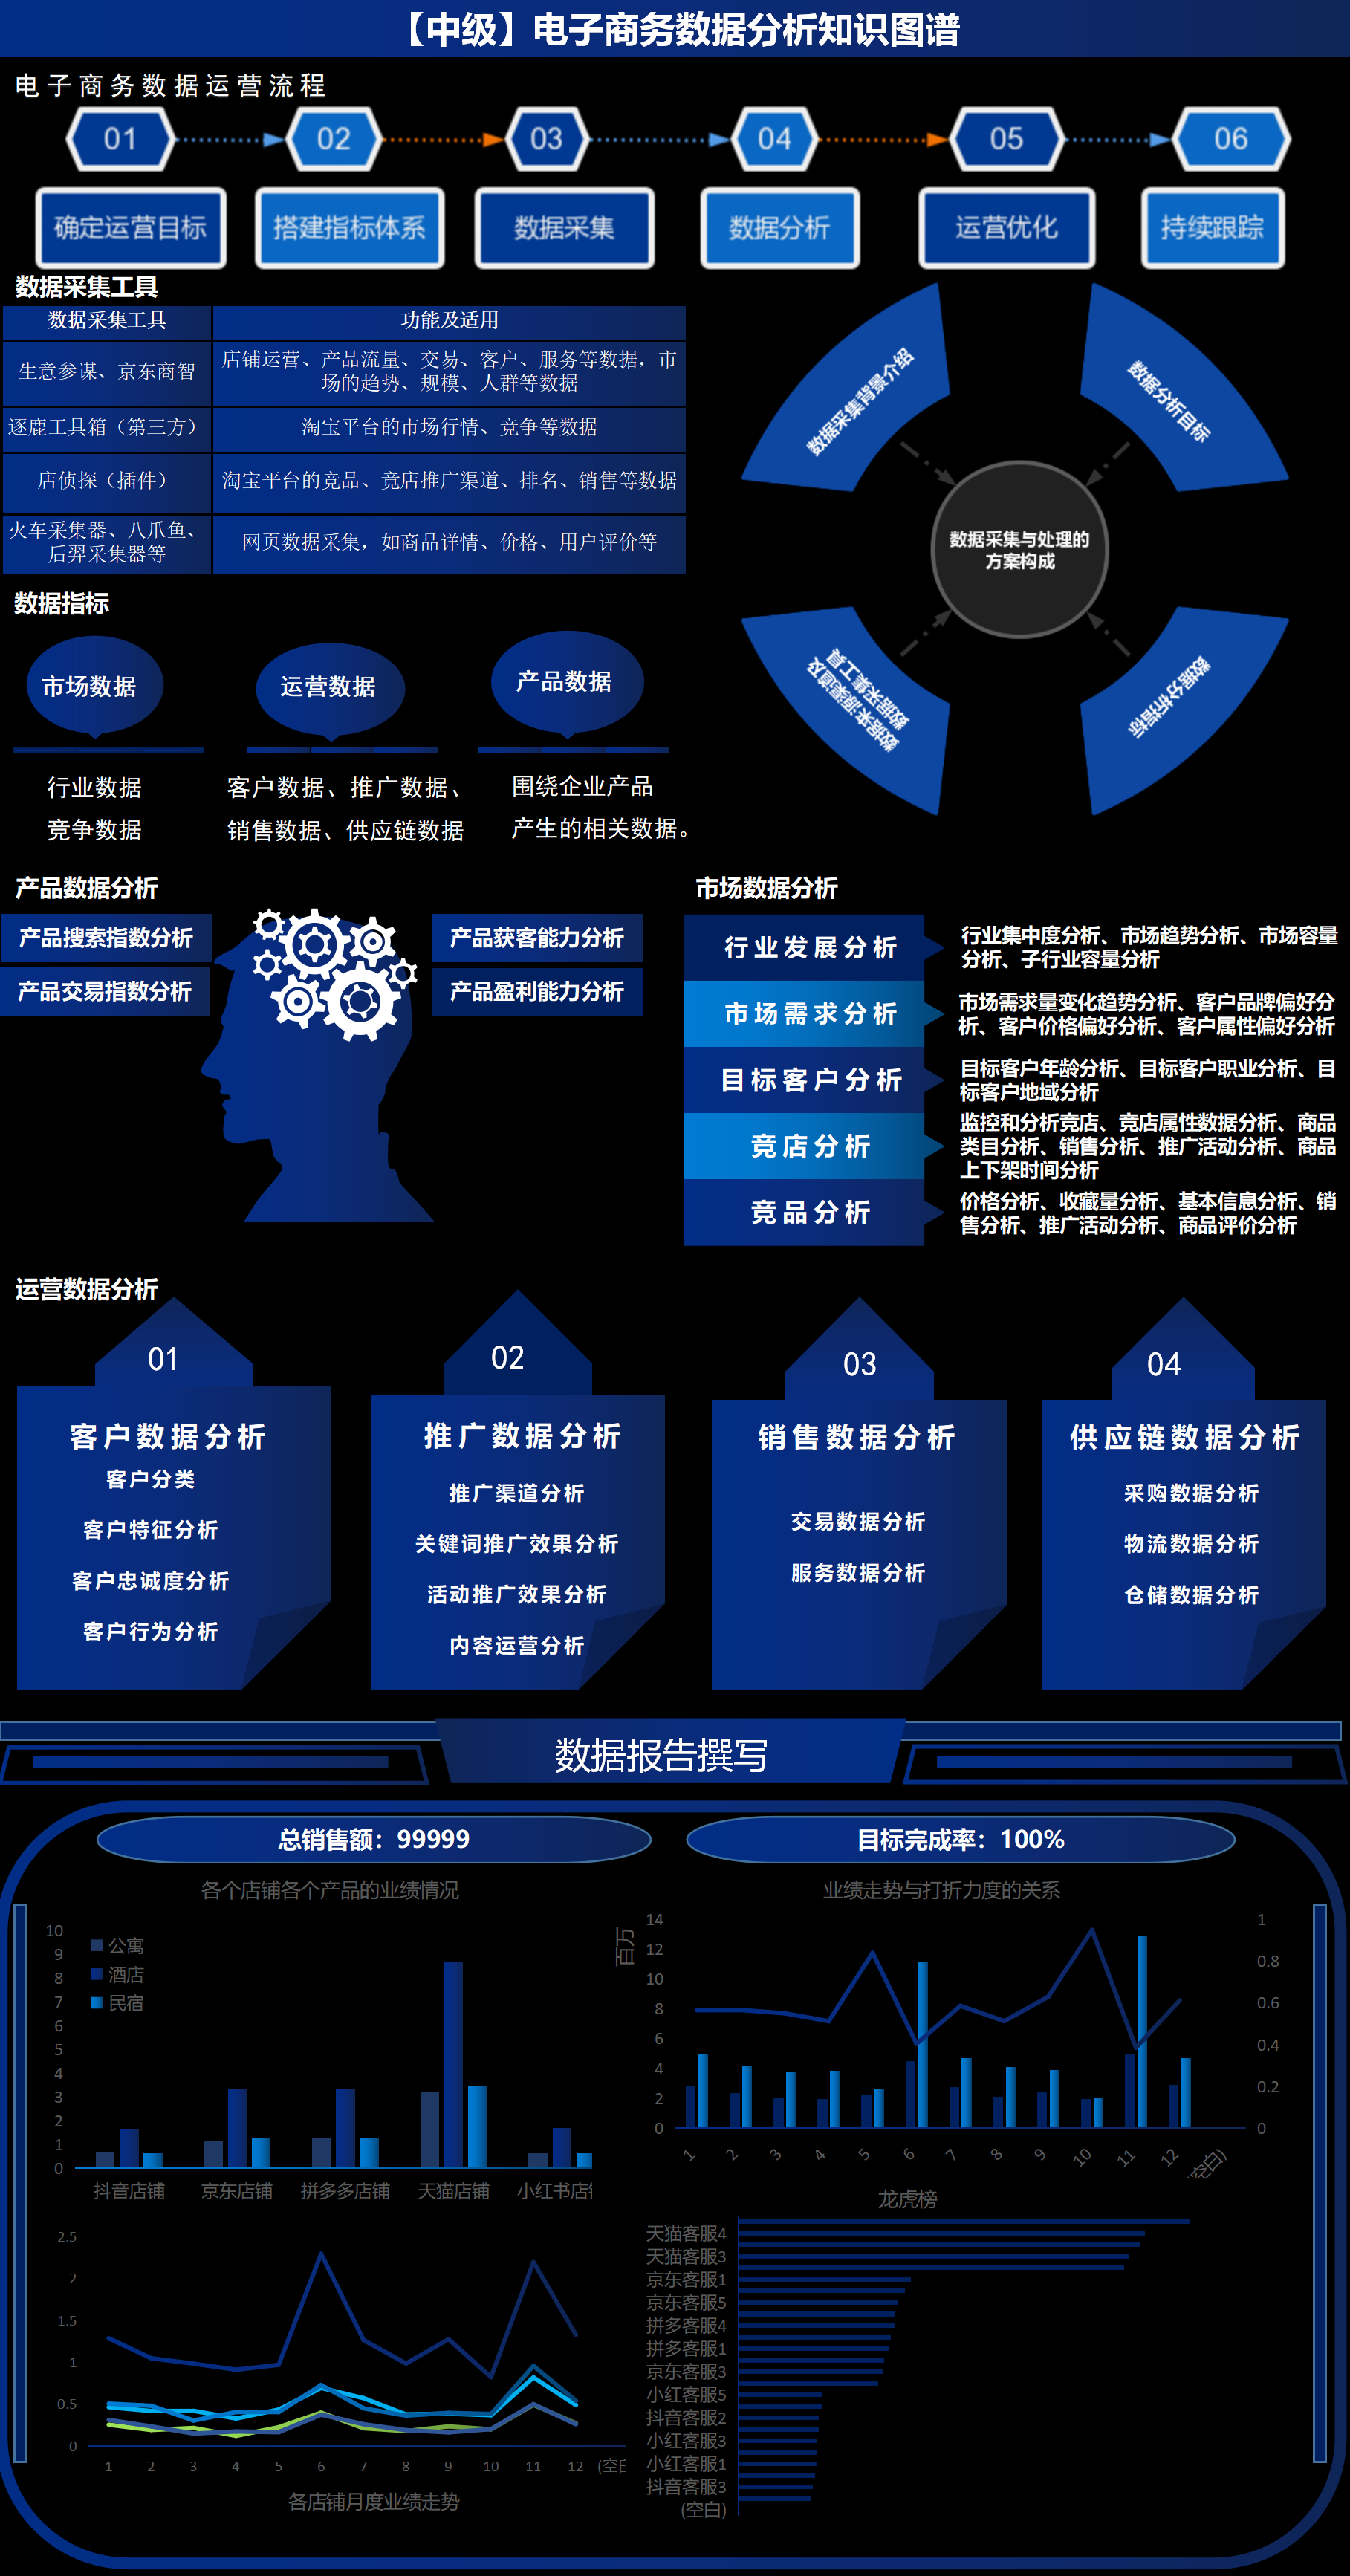 【中级】电子商务数据分析知识图谱
电子商务数据运营流程
01
02
03
04
05
06
确定运营目标
搭建指标体系
数据采集
数据分析
运营优化
持续跟踪
数据采集工具
数据采集工具
功能及适用
生意参谋、京东商智
店铺运营、产品流量、交易、客户、服务等数据，市
场的趋势、规模、人群等数据
逐鹿工具箱（第三方）
淘宝平台的市场行情、竞争等数据
店侦探（插件）
淘宝平台的竞品、竞店推广渠道、排名、销售等数据
火车采集器、八爪鱼、
后羿采集器等
网页数据采集，如商品详情、价格、用户评价等
数据采集背景介绍
数据分析目标
数据采集与处理的
方案构成
数据来源渠道及
数据采集工具
数据分析指标
数据指标
市场数据
运营数据
产品数据
行业数据
竞争数据
客户数据、推广数据、
销售数据、供应链数据
围绕企业产品
产生的相关数据。
产品数据分析
产品搜索指数分析
产品交易指数分析
产品获客能力分析
产品盈利能力分析
市场数据分析
行业发展分析
行业集中度分析、市场趋势分析、市场容量
分析、子行业容量分析
市场需求分析
市场需求量变化趋势分析、客户品牌偏好分
析、客户价格偏好分析、客户属性偏好分析
目标客户分析
目标客户年龄分析、目标客户职业分析、目
标客户地域分析
竞店分析
监控和分析竞店、竞店属性数据分析、商品
类目分析、销售分析、推广活动分析、商品
上下架时间分析
竞品分析
价格分析、收藏量分析、基本信息分析、销
售分析、推广活动分析、商品评价分析
运营数据分析
01
客户数据分析
客户分类
客户特征分析
客户忠诚度分析
客户行为分析
02
推广数据分析
推广渠道分析
关键词推广效果分析
活动推广效果分析
内容运营分析
03
销售数据分析
交易数据分析
服务数据分析
04
供应链数据分析
采购数据分析
物流数据分析
仓储数据分析
数据报告撰写
总销售额：99999
目标完成率：100%
各个店铺各个产品的业绩情况
10
9
8
7
6
5
4
3
2
1
0
公寓
酒店
民宿
抖音店铺
京东店铺
拼多多店铺
天猫店铺
小红书店
业绩走势与打折力度的关系
百万
14
12
10
8
6
4
2
0
1
0.8
0.6
0.4
0.2
0
1
2
3
4
5
6
7
8
9
10
11
12
空白)
2.5
2
1.5
1
0.5
0
1
2
3
4
5
6
7
8
9
10
11
12
(空
各店铺月度业绩走势
龙虎榜
天猫客服4
天猫客服3
京东客服1
京东客服5
拼多客服4
拼多客服1
京东客服3
小红客服5
抖音客服2
小红客服3
小红客服1
抖音客服3
(空白)